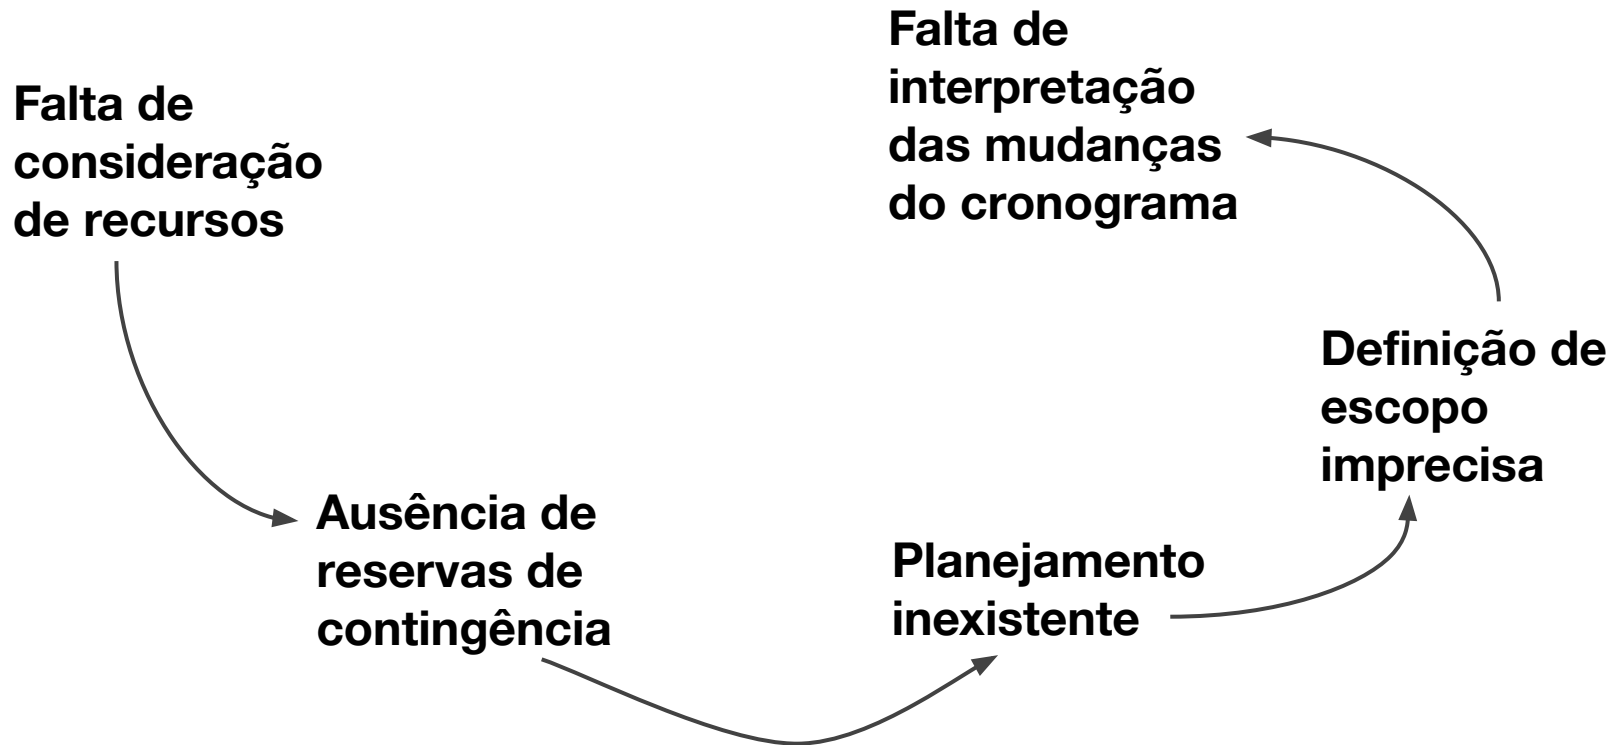 Falta de
consideração
de recursos
Ausência de
reservas de
contingência
Planejamento
inexistente
Definição de
escopo
imprecisa
Falta de
interpretação
das mudanças
do cronograma